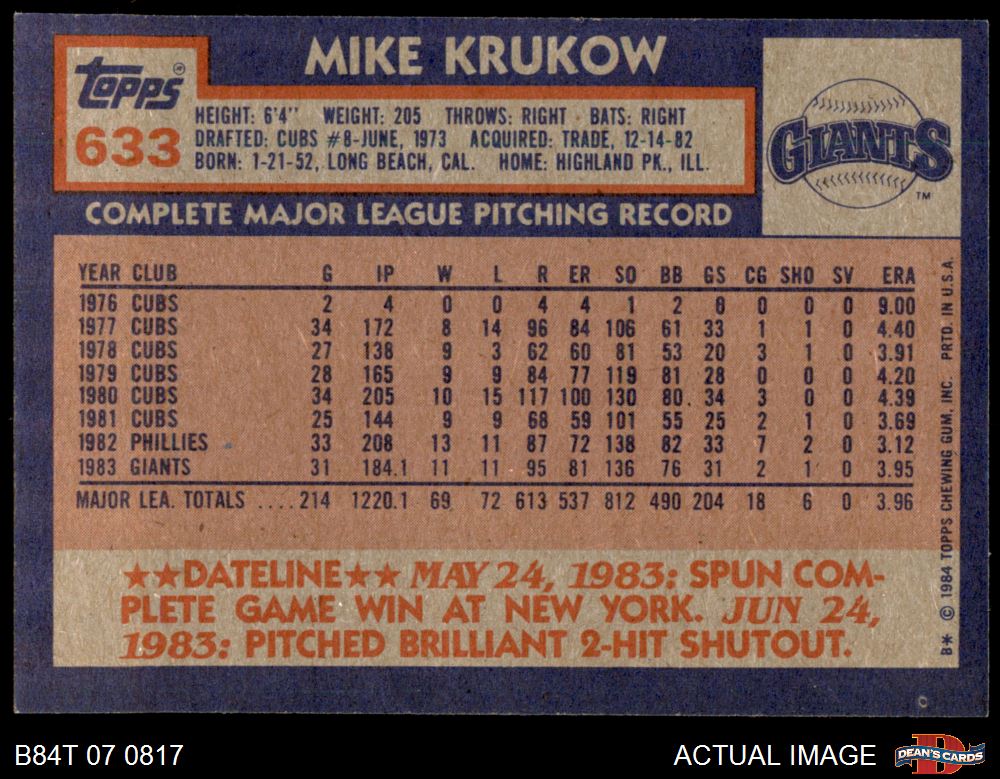 MIKE KRUKOW
TOPPS®
633
HEIGHT: 6'4" WEIGHT: 205 THROWS: RIGHT BATS: RIGHT
DRAFTED: CUBS #8-JUNE, 1973 ACQUIRED: TRADE, 12-14-82
BORN: 1-21-52, LONG BEACH, CAL. HOME: HIGHLAND PK., ILL.
GIANTS
TM
COMPLETE MAJOR LEAGUE PITCHING RECORD
YEAR CLUB G IP W L R ER SO BB GS CG SHO SV ERA
1976 CUBS 2 4 0 0 4 4 1 2 0 0 0 0 9.00
1977 CUBS 34 172 8 14 96 84 106 61 33 1 1 0 4.40
1978 CUBS 27 138 9 3 62 60 81 53 20 3 1 0 3.91
1979 CUBS 28 165 9 9 84 77 119 81 28 0 0 0 4.20
1980 CUBS 34 205 10 15 117 100 130 80 34 3 0 0 4.39
1981 CUBS 25 144 9 9 68 59 101 55 25 2 1 0 3.69
1982 PHILLIES 33 208 13 11 87 72 138 82 33 7 2 0 3.12
1983 GIANTS 31 184.1 11 11 95 81 136 76 31 2 1 0 3.95
MAJOR LEA. TOTALS ....214 1220.1 69 72 613 537 812 490 204 18 6 0 3.96
★★DATELINE★★ MAY 24, 1983: SPUN COM-
PLETE GAME WIN AT NEW YORK. JUN 24,
1983: PITCHED BRILLIANT 2-HIT SHUTOUT.
B* © 1984 TOPPS CHEWING GUM, INC. PRTD. IN U.S.A.
B84T 07 0817
ACTUAL IMAGE
DEAN'S CARDS